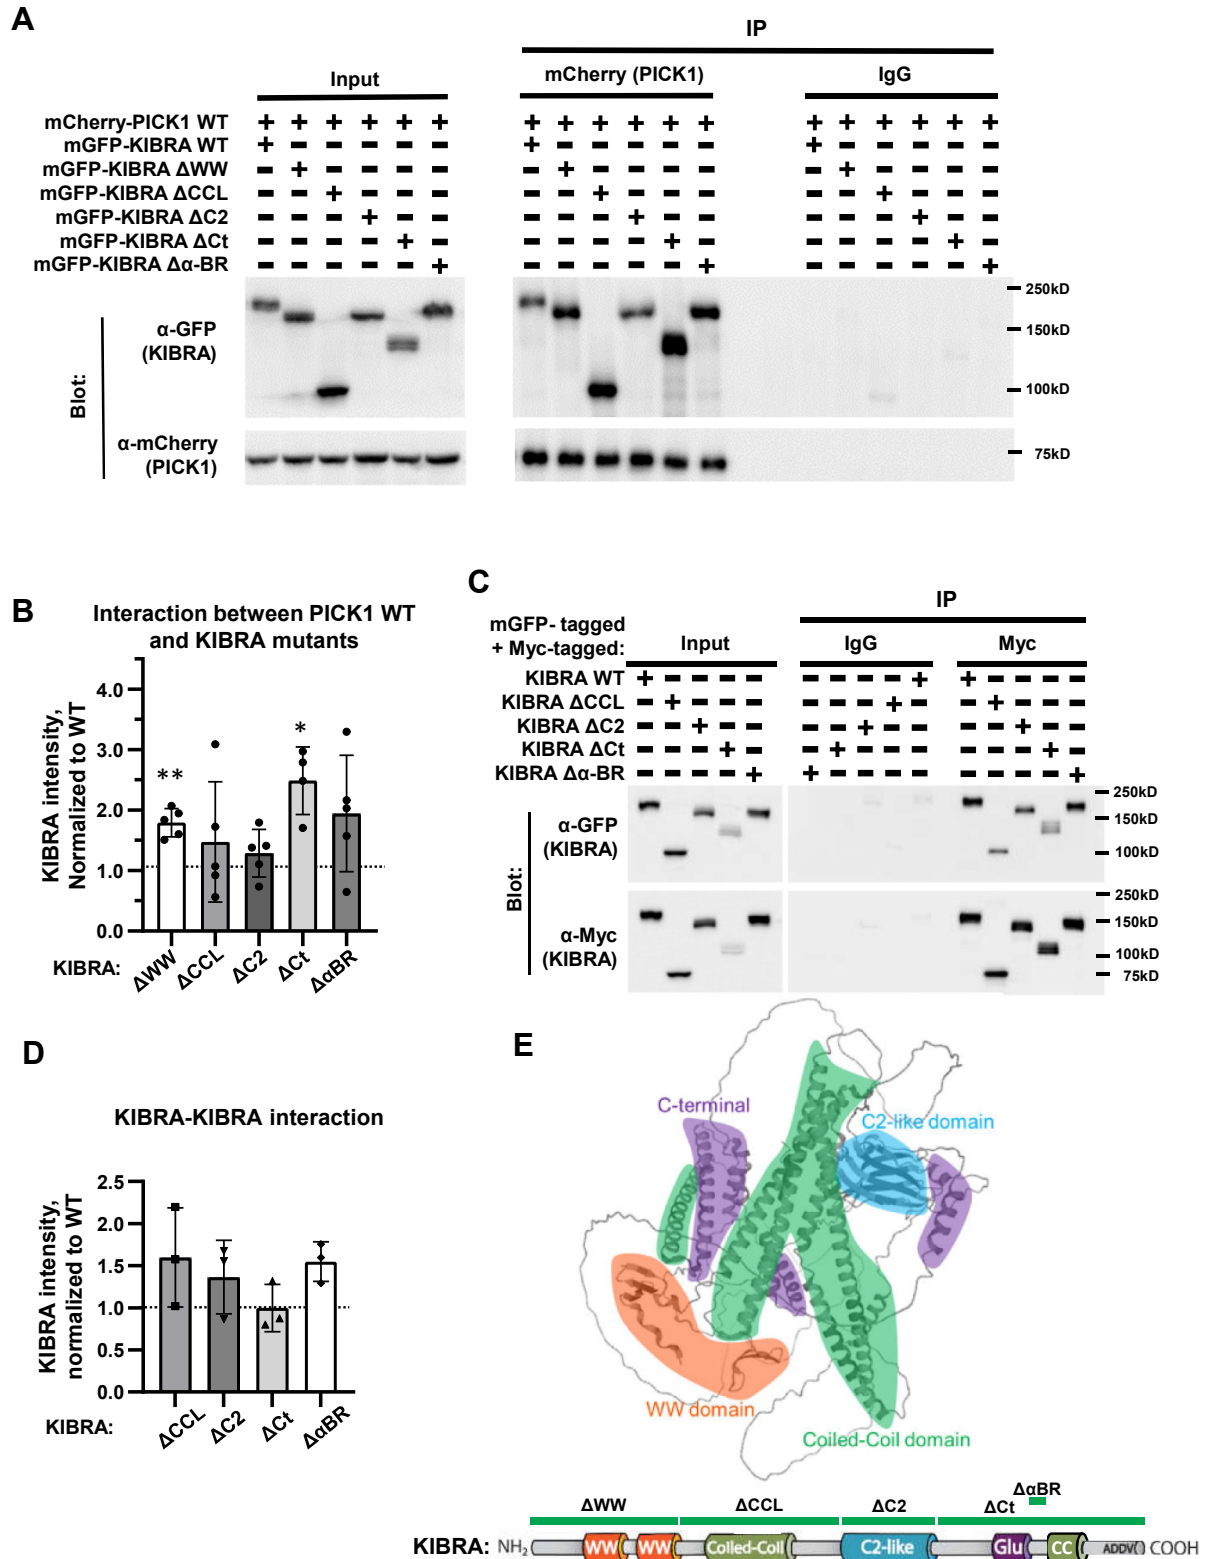 A
IP
Input
mCherry (PICK1)
IgG
mCherry-PICK1 WT + + + + + + + + + + + + + + + + + +
mGFP-KIBRA WT + - - - - - + - - - - - + - - - - -
mGFP-KIBRA ΔWW - + - - - - - + - - - - - + - - - -
mGFP-KIBRA ΔCCL - - + - - - - - + - - - - - + - - -
mGFP-KIBRA ΔC2 - - - + - - - - - + - - - - - + - -
mGFP-KIBRA ΔCt - - - - + - - - - - + - - - - - + -
mGFP-KIBRA Δα-BR - - - - - + - - - - - + - - - - - +
Blot:
α-GFP
(KIBRA)
250kD
150kD
100kD
α-mCherry
(PICK1)
75kD
B
Interaction between PICK1 WT
and KIBRA mutants
KIBRA intensity,
Normalized to WT
4.0
3.0
2.0
1.0
0.0
**
*
KIBRA:
ΔWW
ΔCCL
ΔC2
ΔCt
ΔαBR
C
IP
mGFP- tagged
+ Myc-tagged:
Input
IgG
Myc
KIBRA WT + - - - - - - - - + + - - - -
KIBRA ΔCCL - + - - - - - - + - - + - - -
KIBRA ΔC2 - - + - - - - + - - - - + - -
KIBRA ΔCt - - - + - - + - - - - - - + -
KIBRA Δα-BR - - - - + + - - - - - - - - +
Blot:
α-GFP
(KIBRA)
250kD
150kD
100kD
α-Myc
(KIBRA)
250kD
150kD
100kD
75kD
D
KIBRA-KIBRA interaction
KIBRA intensity,
normalized to WT
2.5
2.0
1.5
1.0
0.5
0.0
KIBRA:
ΔCCL
ΔC2
ΔCt
ΔαBR
E
C-terminal
C2-like domain
WW domain
Coiled-Coil domain
ΔαBR
ΔWW
ΔCCL
ΔC2
ΔCt
KIBRA: NH2 WW WW Coiled-Coil C2-like Glu CC ADDV COOH